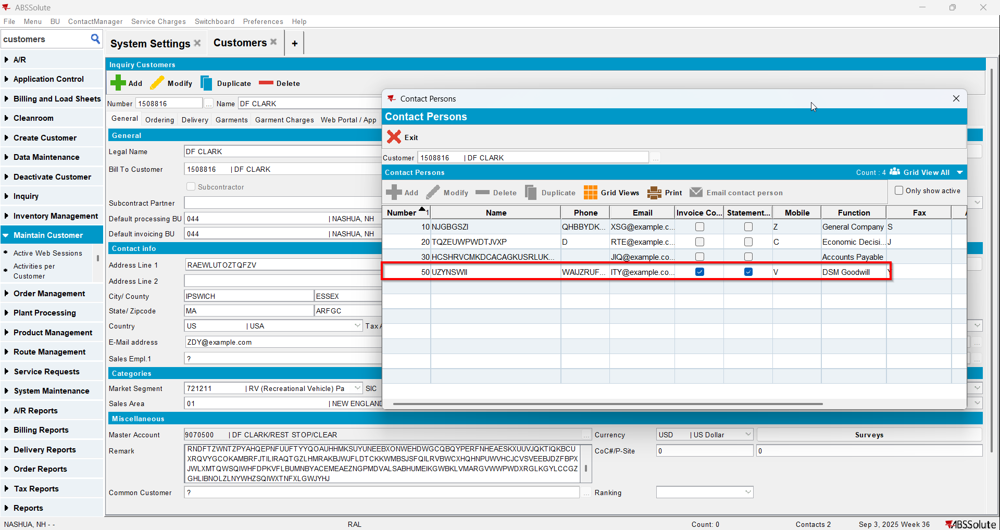 ABSSolute
File Menu BU ContactManager Service Charges Switchboard Preferences Help
customers
System Settings
Customers
+
A/R
Application Control
Billing and Load Sheets
Cleanroom
Create Customer
Data Maintenance
Deactivate Customer
Inquiry
Inventory Management
Maintain Customer
Active Web Sessions
Activities per
Customer
Order Management
Plant Processing
Product Management
Route Management
Service Requests
System Maintenance
A/R Reports
Billing Reports
Delivery Reports
Order Reports
Tax Reports
Reports
Inquiry Customers
Add Modify Duplicate Delete
Number 1508816 ... Name DF CLARK
General Ordering Delivery Garments Garment Charges Web Portal / App
General
Legal Name DF CLARK
Bill To Customer 1508816 | DF CLARK
Subcontractor
Subcontract Partner
Default processing BU 044 | NASHUA, NH
Default invoicing BU 044 | NASHUA, NH
Contact info
Address Line 1 RAEWLUTOZTQFZV
Address Line 2
City/ County IPSWICH ESSEX
State/ Zipcode MA ARFGC
Country US | USA
E-Mail address ZDY@example.com
Sales Empl.1 ?
Categories
Market Segment 721211 | RV (Recreational Vehicle) Pa SIC
Sales Area 01 | NEW ENGLAND
Miscellaneous
Master Account 9070500 | DF CLARK/REST STOP/CLEAR ... Currency USD | US Dollar Surveys
Remark
RNDFTZWNTZPYAHQEPNFUUFTYYQOAUHHMKSUYUNEEBXONWEHDWGCQBQYPERFNHEAESKXUUVJQKTIQKBCU
XRQVYGCOKAMBRFJTILIRAQTGZLHMRAKBJWJFLDTCKKWMBSJSFQILRVBWCXHQHNPUWVHCJCVSVEEBJDZFBPX
JWLXMTQWSQIWHFDPKVFLBUMNBYACEMEAEZNGPMDVALSABHUMEIKGWBKLVMARGVWWPWDXRGLKGYLCCGZ
GHLIBNOLZLNYWHZSQIWXTNFXLGWJYHJ
CoC#/P-Site 0 0
Common Customer ? ... Ranking
Contact Persons
Contact Persons
Exit
Customer 1508816 | DF CLARK ...
Contact Persons Count : 4 Grid View All
Add Modify Delete Duplicate Grid Views Print Email contact person Only show active
Number 1 Name Phone Email Invoice Co... Statement... Mobile Function Fax
10 NJGBGSZI QHBBYDK... XSG@example.c... Z General Company S
20 TQZEUWPWDTJVXP D RTE@example.c... C Economic Decisi... J
30 HCSHRVCMKDCACAGKUSRLUK... JIQ@example.co... Accounts Payable
50 UZYNSWII WAIJZRUF... ITY@example.co... V DSM Goodwill
NASHUA, NH - - RAL Count: 0 Contacts 2 Sep 3, 2025 Week 36 ABSSolute